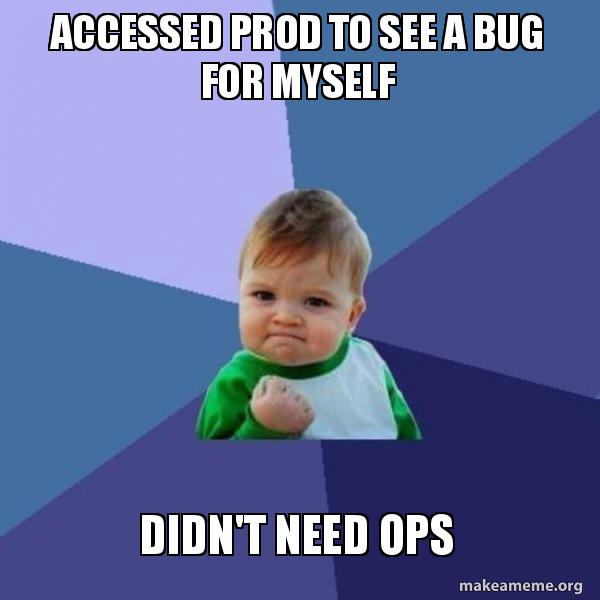 ACCESSED PROD TO SEE A BUG
FOR MYSELF
DIDN'T NEED OPS
makeameme.org